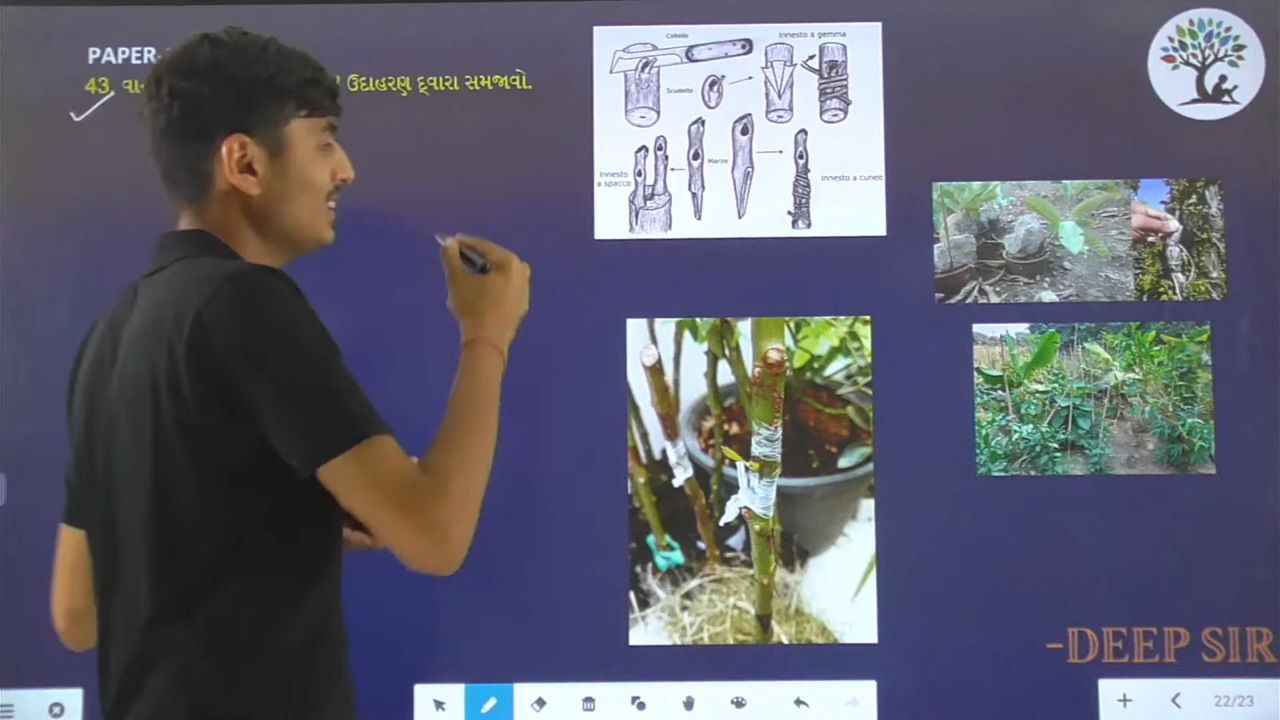 PAPER-
43. ઉદાહરણ દ્વારા સમજાવો.
Coltello
Innesto a gemma
Scudetto
Innesto
a spacco
Marze
Innesto a cuneo
-DEEP SIR
22/23